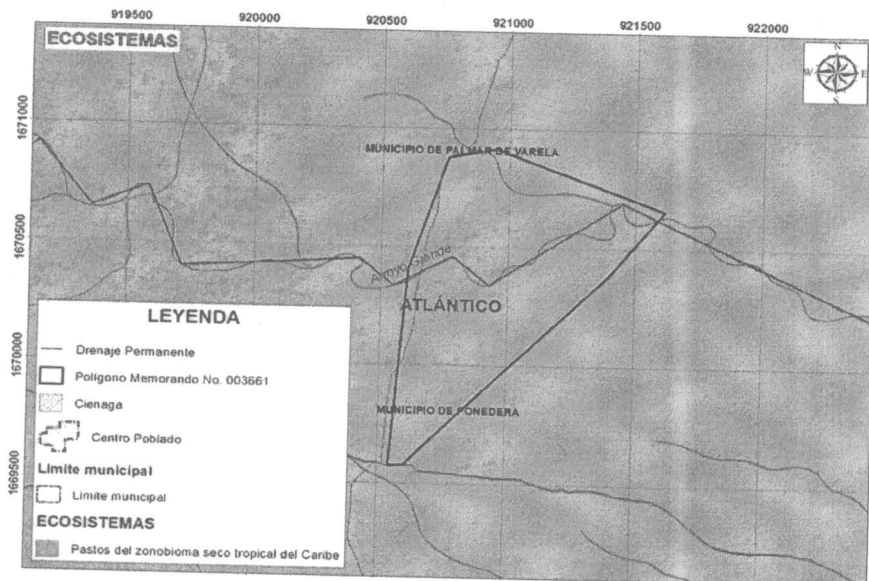 919500 920000 920500 921000 921500 922000
ECOSISTEMAS
N
W E
S
1671000
MUNICIPIO DE PALMAR DE VARELA
1670500
Arroyo Grande
ATLÁNTICO
LEYENDA
1670000
Drenaje Permanente
Polígono Memorando No. 003661
Cienaga
MUNICIPIO DE PONEDERA
Centro Poblado
1669500
Limite municipal
Limite municipal
ECOSISTEMAS
Pastos del zonobioma seco tropical del Caribe